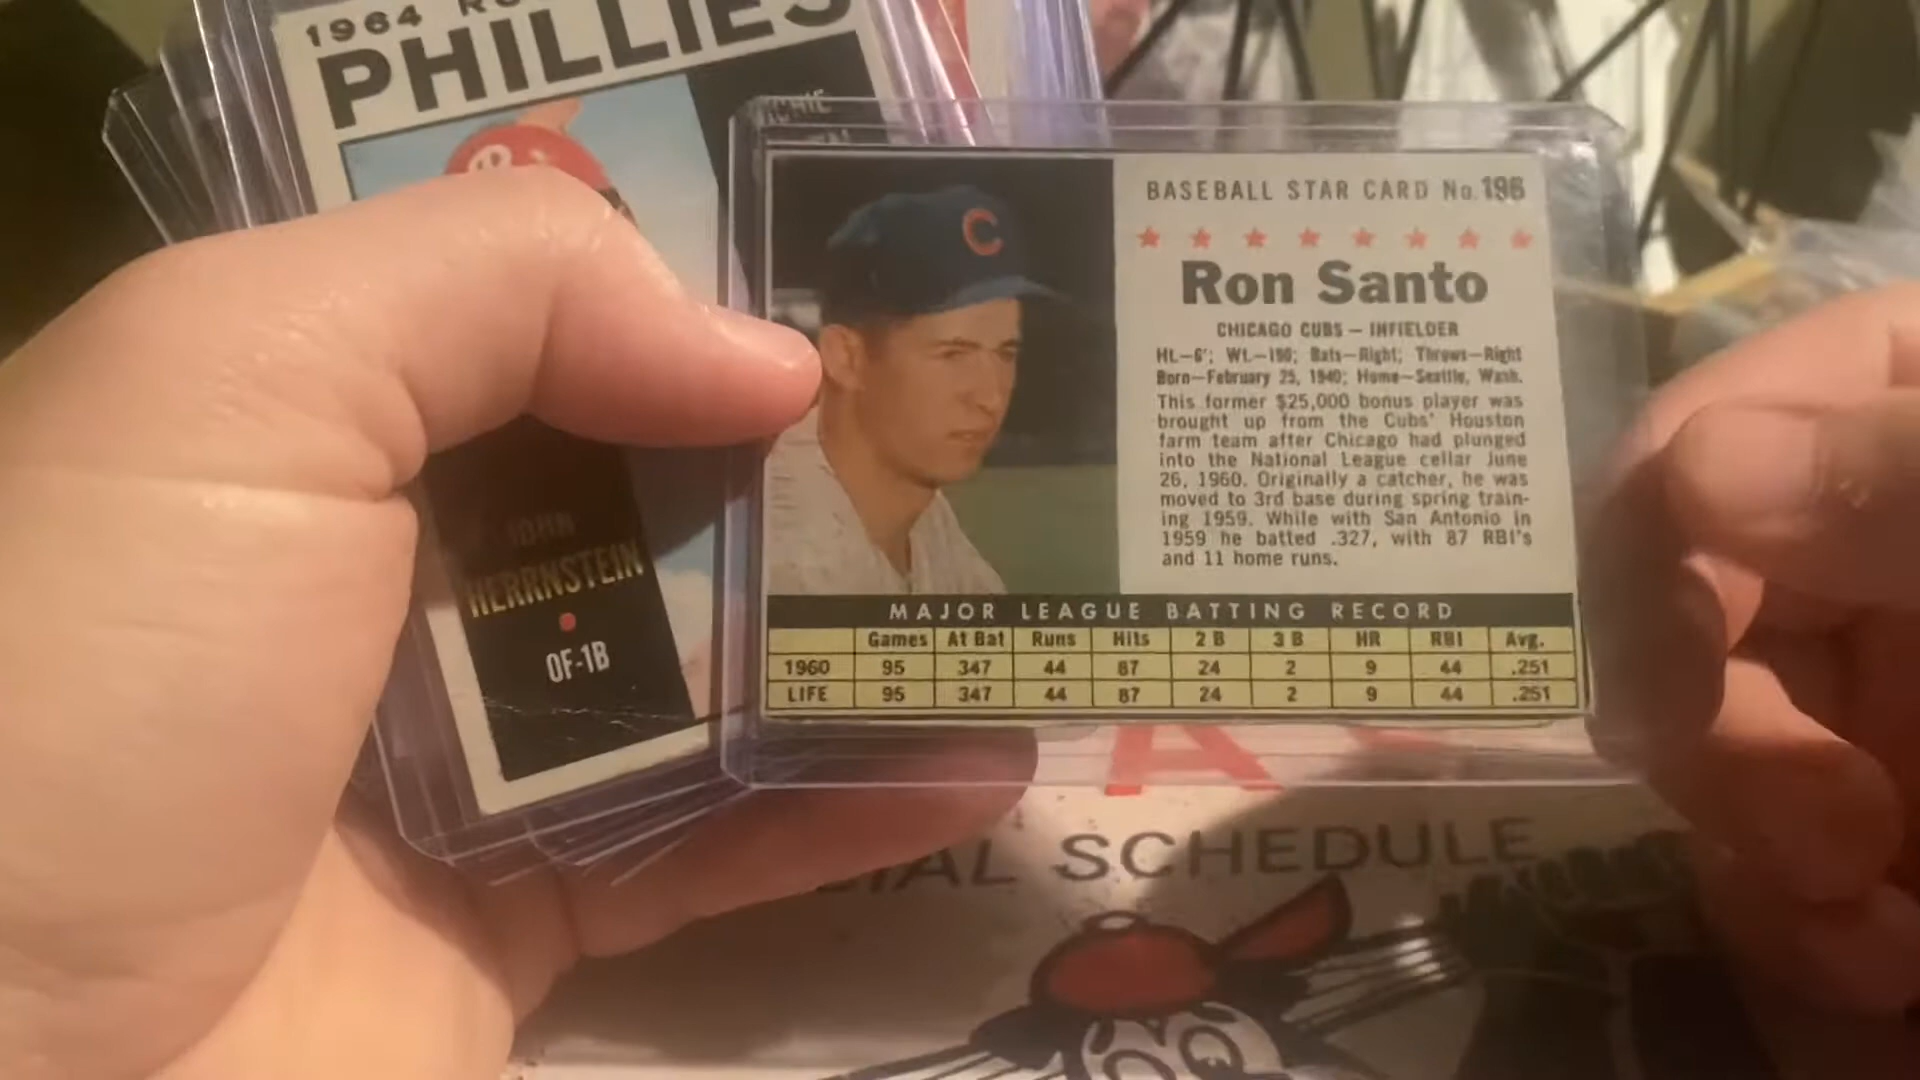 1964
PHILLIES
JOHN
HERRNSTEIN
OF-1B
C
BASEBALL STAR CARD No. 196
Ron Santo
CHICAGO CUBS — INFIELDER
Ht.—6'; Wt.—190; Bats—Right; Throws—Right
Born—February 25, 1940; Home—Seattle, Wash.
This former $25,000 bonus player was
brought up from the Cubs' Houston
farm team after Chicago had plunged
into the National League cellar June
26, 1960. Originally a catcher, he was
moved to 3rd base during spring train-
ing 1959. While with San Antonio in
1959 he batted .327, with 87 RBI's
and 11 home runs.
MAJOR LEAGUE BATTING RECORD
Games At Bat Runs Hits 2 B 3 B HR RBI Avg.
1960 95 347 44 87 24 2 9 44 .251
LIFE 95 347 44 87 24 2 9 44 .251
A
SCHEDULE